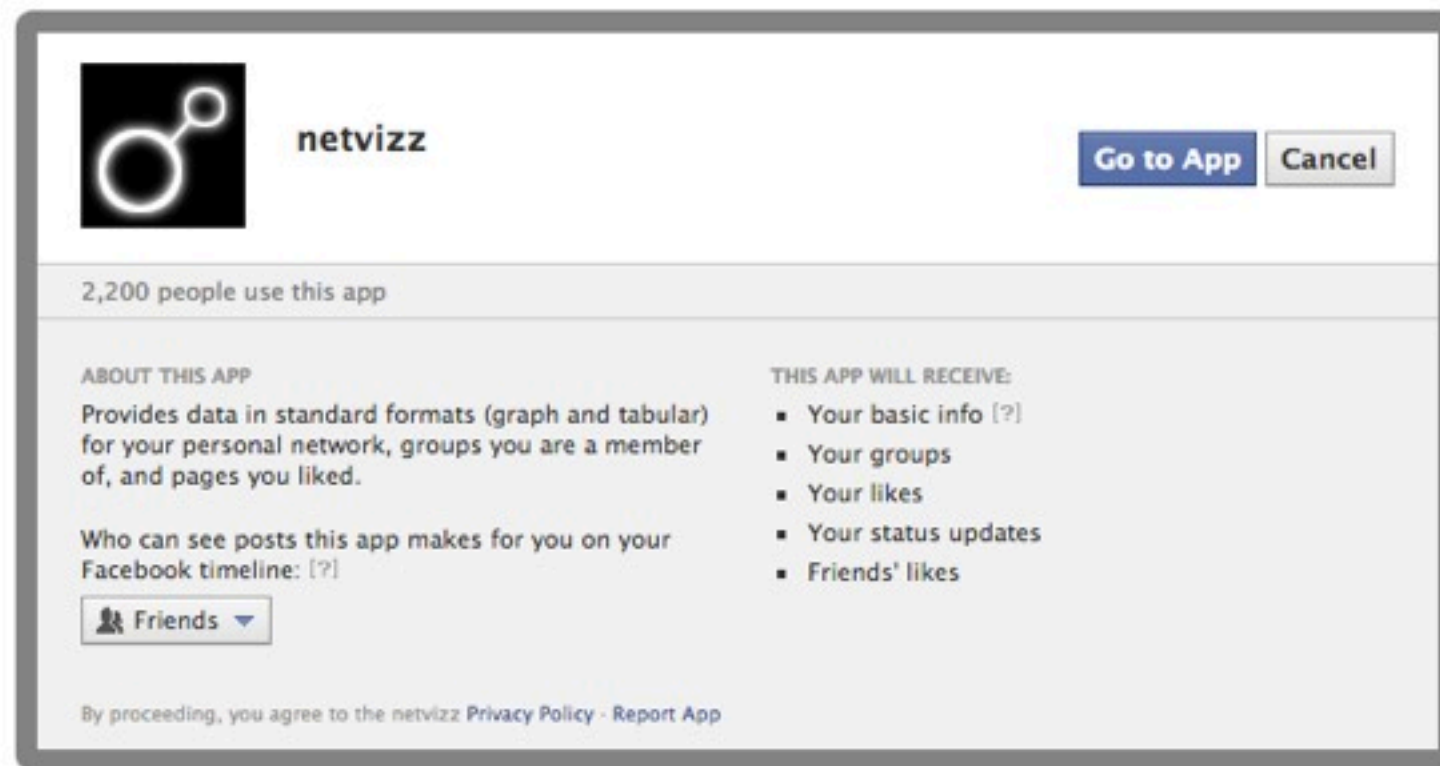 netvizz
Go to App
Cancel
2,200 people use this app
ABOUT THIS APP
Provides data in standard formats (graph and tabular)
for your personal network, groups you are a member
of, and pages you liked.
Who can see posts this app makes for you on your
Facebook timeline: [?]
Friends
THIS APP WILL RECEIVE:
▪ Your basic info [?]
▪ Your groups
▪ Your likes
▪ Your status updates
▪ Friends' likes
By proceeding, you agree to the netvizz Privacy Policy · Report App